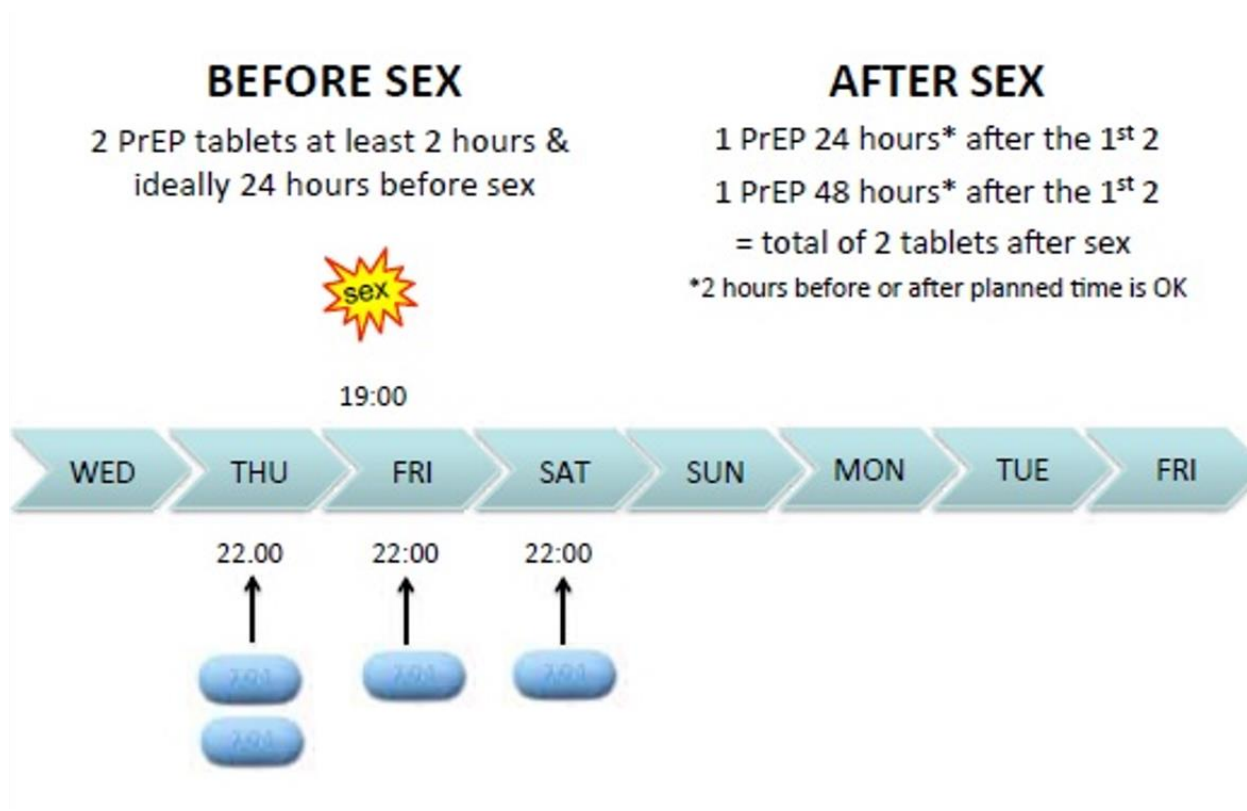 BEFORE SEX
2 PrEP tablets at least 2 hours &
ideally 24 hours before sex
AFTER SEX
1 PrEP 24 hours* after the 1st 2
1 PrEP 48 hours* after the 1st 2
= total of 2 tablets after sex
*2 hours before or after planned time is OK
sex
19:00
WED THU FRI SAT SUN MON TUE FRI
22.00 22:00 22:00